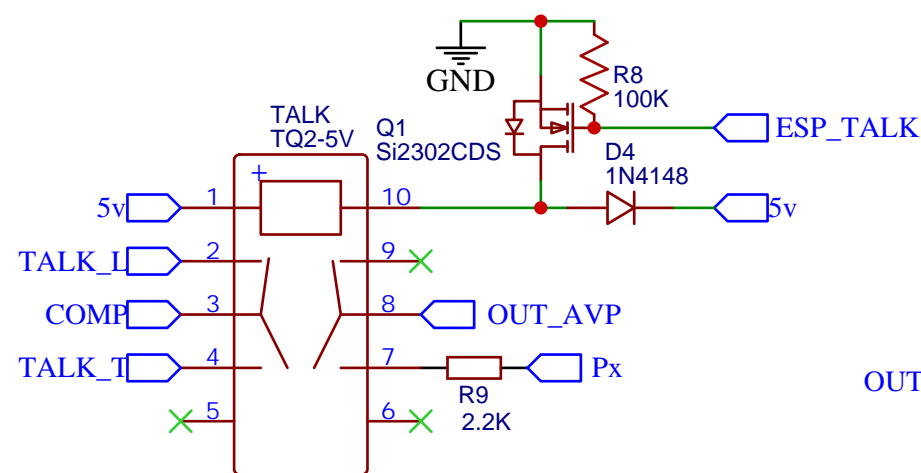 GND
R8
100K
TALK
TQ2-5V
Q1
Si2302CDS
ESP_TALK
D4
1N4148
+
5v
1
10
5v
TALK_L
2
9
COMP
3
8
OUT_AVP
TALK_T
4
7
Px
OUT
R9
2.2K
5
6